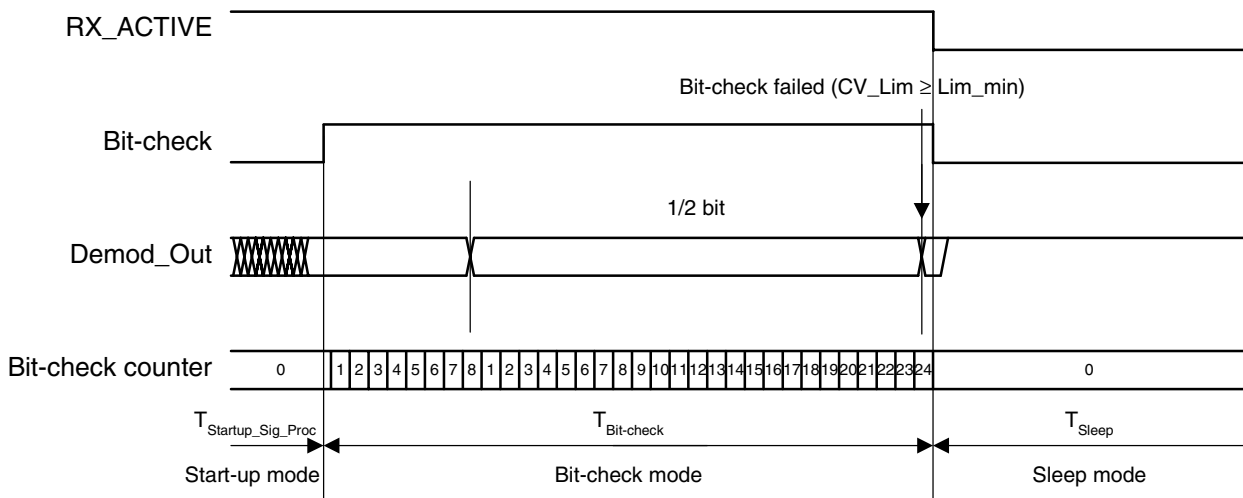 RX_ACTIVE
Bit-check failed (CV_Lim ≥ Lim_min)
Bit-check
1/2 bit
Demod_Out
Bit-check counter 0 1 2 3 4 5 6 7 8 1 2 3 4 5 6 7 8 9 10 11 12 13 14 15 16 17 18 19 20 21 22 23 24 0
TStartup_Sig_Proc TBit-check TSleep
Start-up mode Bit-check mode Sleep mode